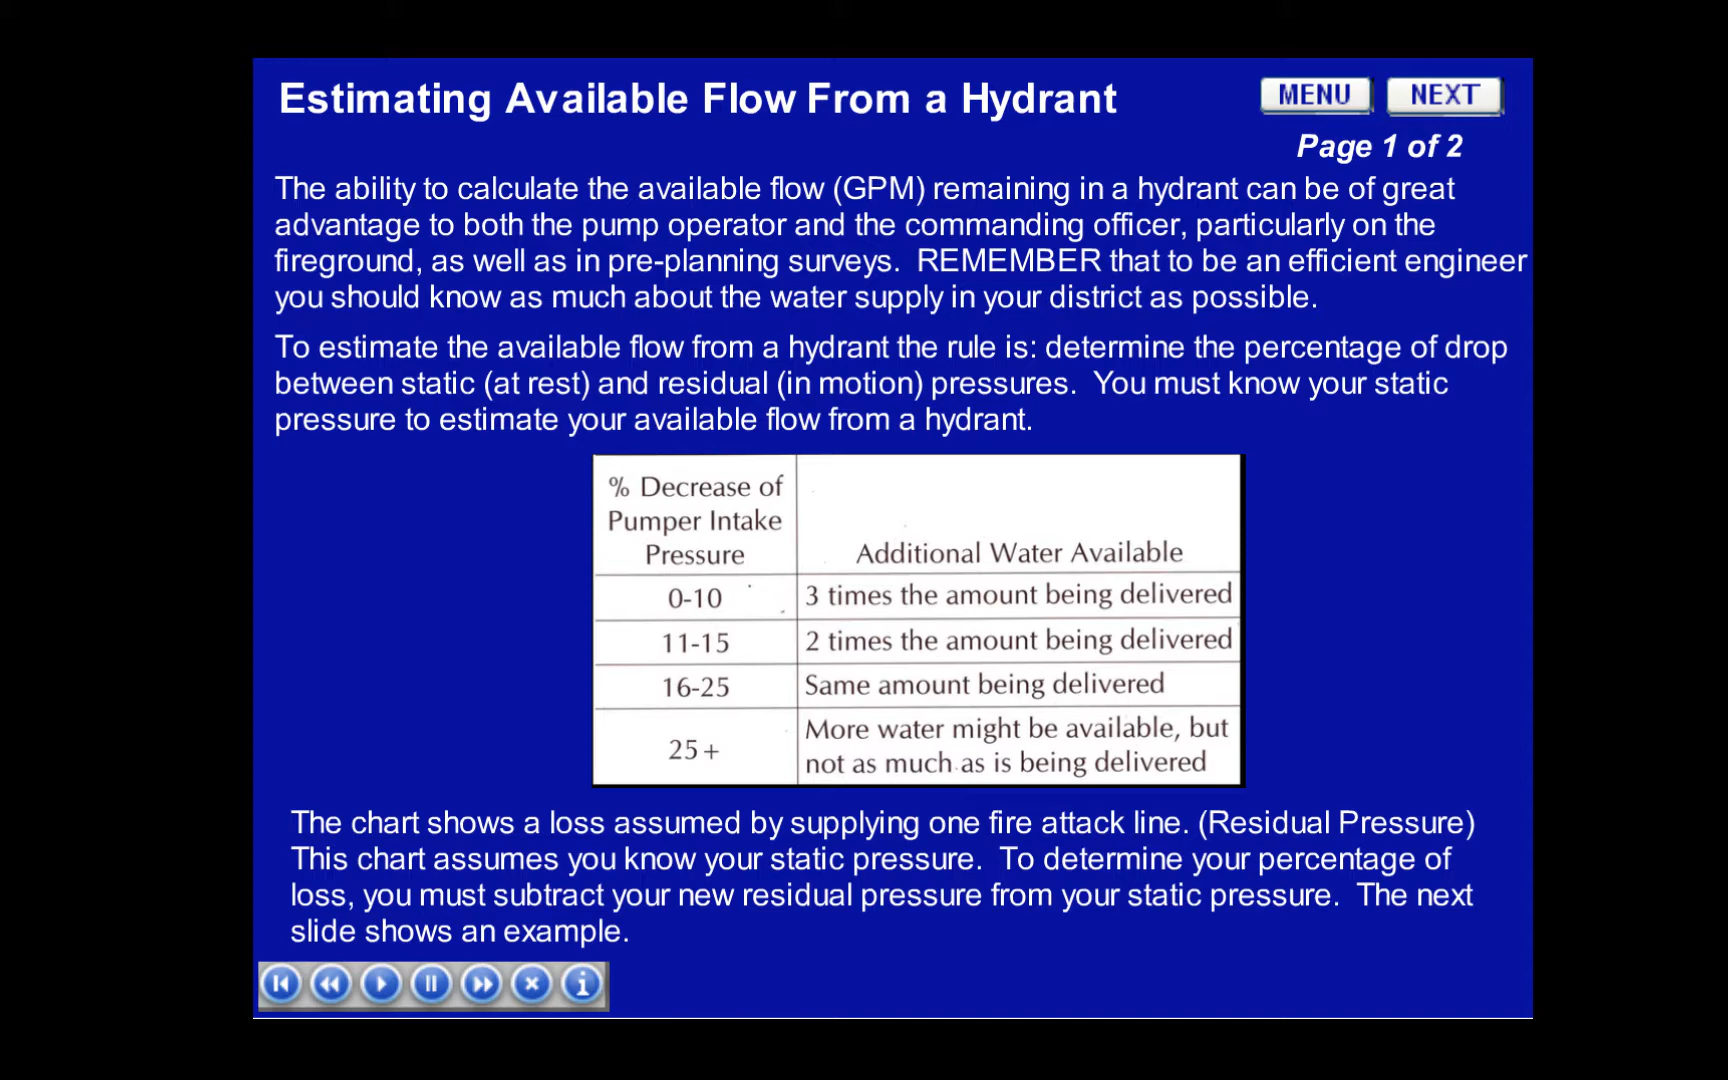 Estimating Available Flow From a Hydrant
MENU
NEXT
Page 1 of 2
The ability to calculate the available flow (GPM) remaining in a hydrant can be of great
advantage to both the pump operator and the commanding officer, particularly on the
fireground, as well as in pre-planning surveys.  REMEMBER that to be an efficient engineer
you should know as much about the water supply in your district as possible.
To estimate the available flow from a hydrant the rule is: determine the percentage of drop
between static (at rest) and residual (in motion) pressures.  You must know your static
pressure to estimate your available flow from a hydrant.
% Decrease of
Pumper Intake
Pressure
Additional Water Available
0-10
3 times the amount being delivered
11-15
2 times the amount being delivered
16-25
Same amount being delivered
25+
More water might be available, but
not as much as is being delivered
The chart shows a loss assumed by supplying one fire attack line. (Residual Pressure)
This chart assumes you know your static pressure.  To determine your percentage of
loss, you must subtract your new residual pressure from your static pressure.  The next
slide shows an example.